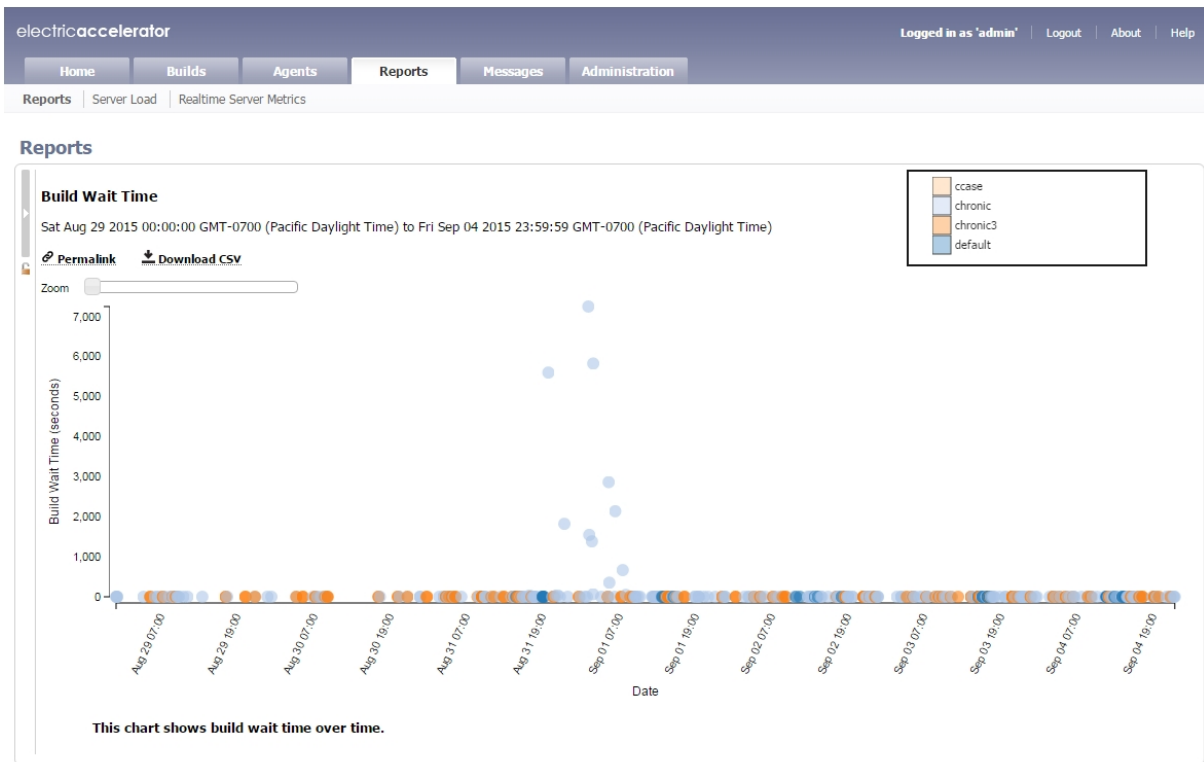 electricaccelerator
Logged in as 'admin' Logout About Help
Home Builds Agents Reports Messages Administration
Reports Server Load Realtime Server Metrics
Reports
Build Wait Time
Sat Aug 29 2015 00:00:00 GMT-0700 (Pacific Daylight Time) to Fri Sep 04 2015 23:59:59 GMT-0700 (Pacific Daylight Time)
ccase
chronic
chronic3
default
Permalink Download CSV
Zoom
7,000
6,000
5,000
4,000
3,000
2,000
1,000
0
Build Wait Time (seconds)
Aug 29 07:00 Aug 29 19:00 Aug 30 07:00 Aug 30 19:00 Aug 31 07:00 Aug 31 19:00 Sep 01 07:00 Sep 01 19:00 Sep 02 07:00 Sep 02 19:00 Sep 03 07:00 Sep 03 19:00 Sep 04 07:00 Sep 04 19:00
Date
This chart shows build wait time over time.